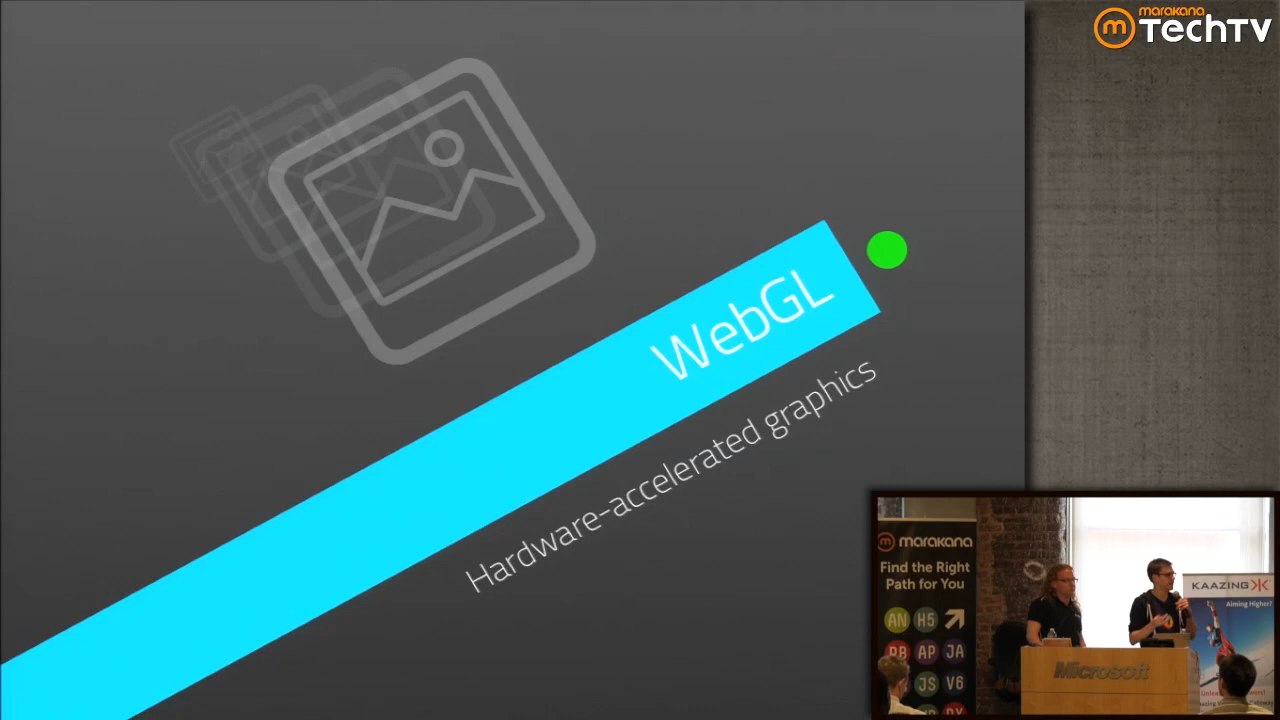 marakana
TechTV
WebGL
Hardware-accelerated graphics
marakana
Find the Right
Path for You
AN H5
RB AP JA
JS V6
KAAZING
Aiming Higher?
Microsoft